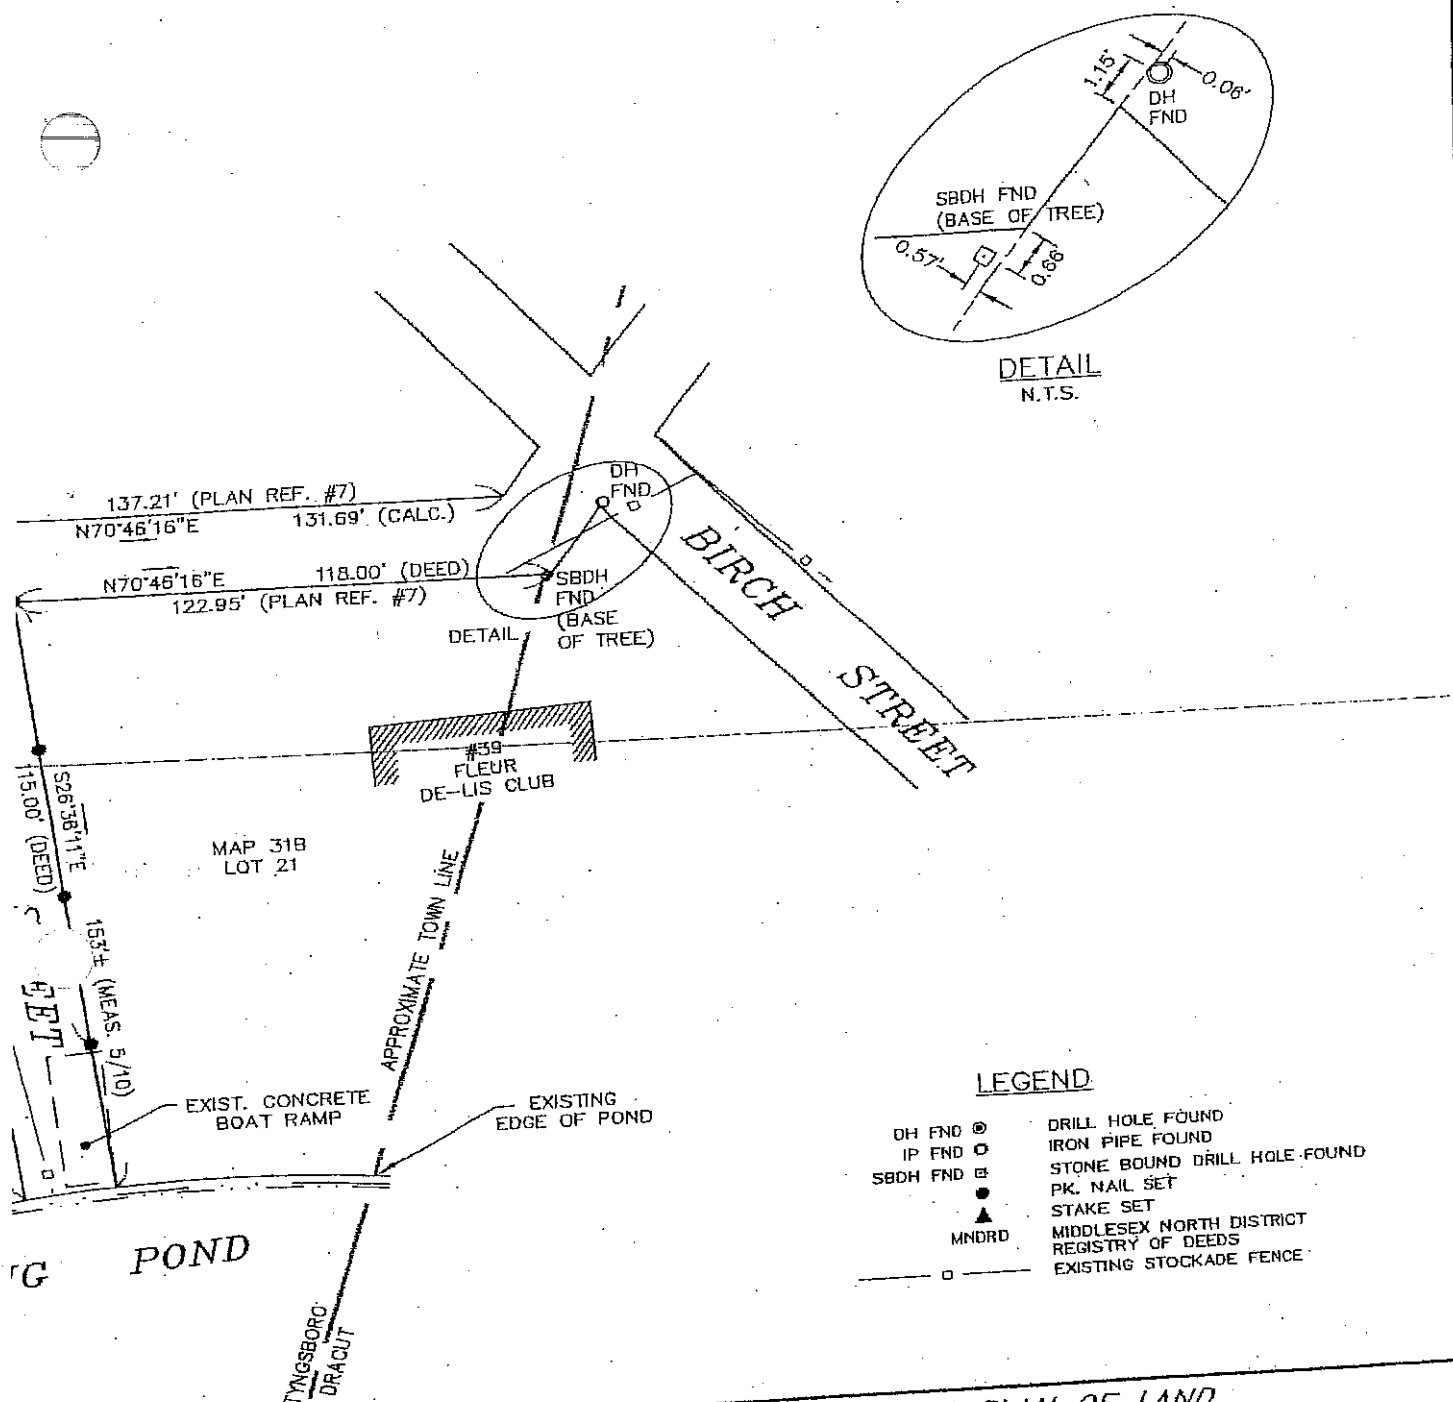 1.15'
0.06'
DH
FND
SBDH FND
(BASE OF TREE)
0.57'
0.66'
DETAIL
N.T.S.
137.21' (PLAN REF. #7)
N70°46'16"E 131.69' (CALC.)
DH
FND
N70°46'16"E 118.00' (DEED)
122.95' (PLAN REF. #7)
SBDH
FND
(BASE
OF TREE)
DETAIL
BIRCH STREET
#39
FLEUR
DE-LIS CLUB
S26°38'11"E
115.00' (DEED)
MAP 31B
LOT 21
153'± (MEAS. 5/10)
EET
APPROXIMATE TOWN LINE
EXIST. CONCRETE
BOAT RAMP
EXISTING
EDGE OF POND
'G POND
TYNGSBORO
DRACUT
LEGEND
DH FND DRILL HOLE FOUND
IP FND IRON PIPE FOUND
SBDH FND STONE BOUND DRILL HOLE FOUND
PK. NAIL SET
STAKE SET
MNDRD MIDDLESEX NORTH DISTRICT
REGISTRY OF DEEDS
EXISTING STOCKADE FENCE
OF LAND